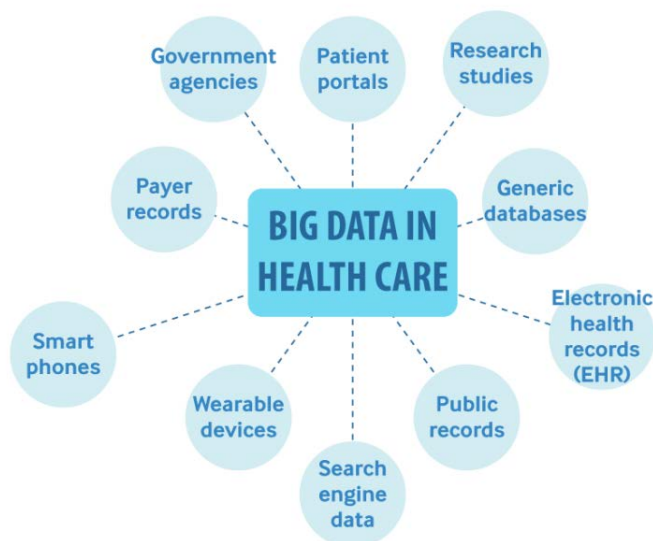 Government
agencies
Patient
portals
Research
studies
Payer
records
BIG DATA IN
HEALTH CARE
Generic
databases
Smart
phones
Electronic
health
records
(EHR)
Wearable
devices
Public
records
Search
engine
data